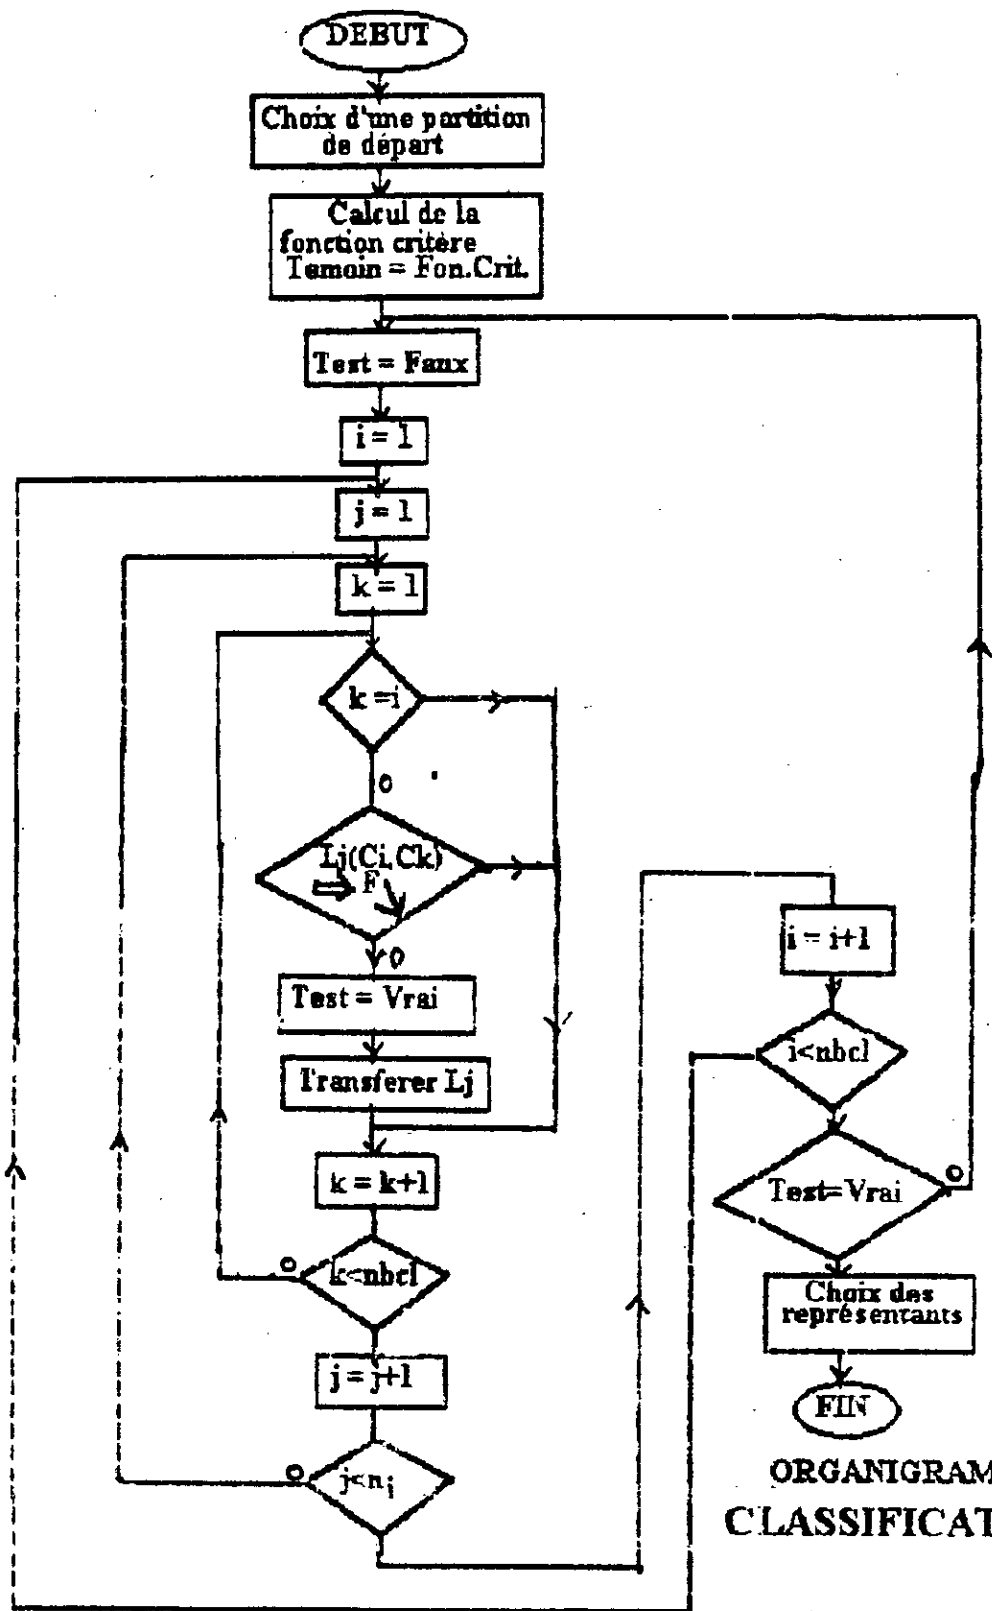 DEBUT
Choix d'une partition
de départ
Calcul de la
fonction critère
Temoin = Fon.Crit.
Test = Faux
i = 1
j = 1
k = 1
k =i
o
Lj(Ci,Ck)
⇒ F ↘
o
Test = Vrai
Transferer Lj
k = k+1
k<nbcl
o
j = j+1
j<ni
o
i = i+1
i<nbcl
Test=Vrai
o
Choix des
représentants
FIN
ORGANIGRAM
CLASSIFICAT